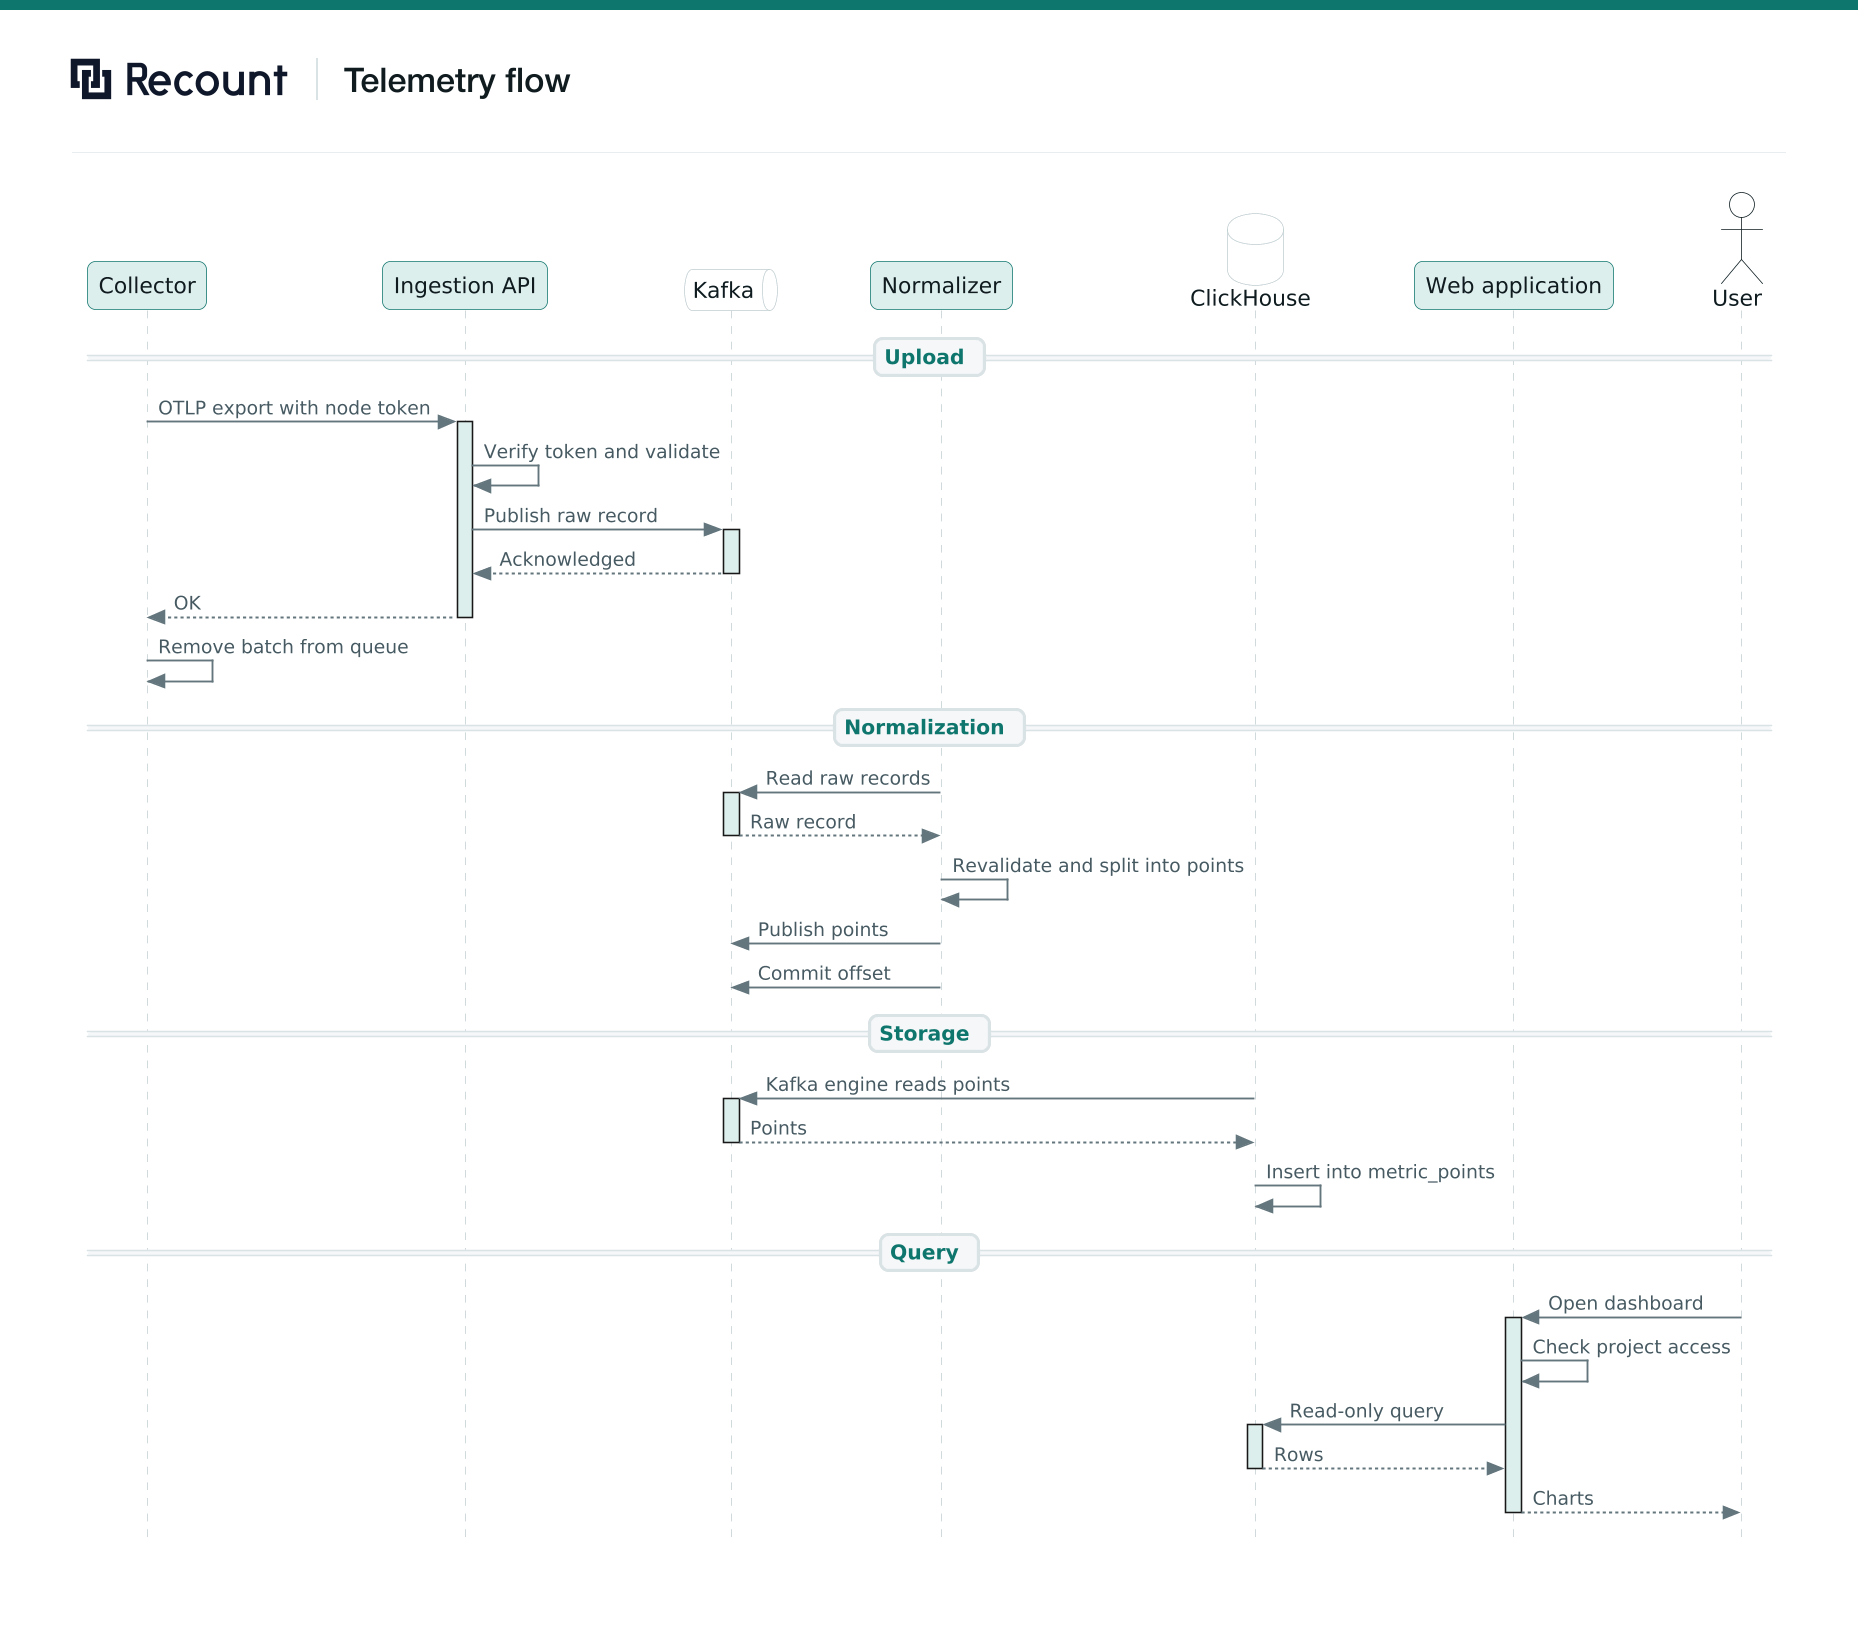 Recount
Telemetry flow
Collector
Ingestion API
Kafka
Normalizer
ClickHouse
Web application
User
Upload
OTLP export with node token
Verify token and validate
Publish raw record
Acknowledged
OK
Remove batch from queue
Normalization
Read raw records
Raw record
Revalidate and split into points
Publish points
Commit offset
Storage
Kafka engine reads points
Points
Insert into metric_points
Query
Open dashboard
Check project access
Read-only query
Rows
Charts